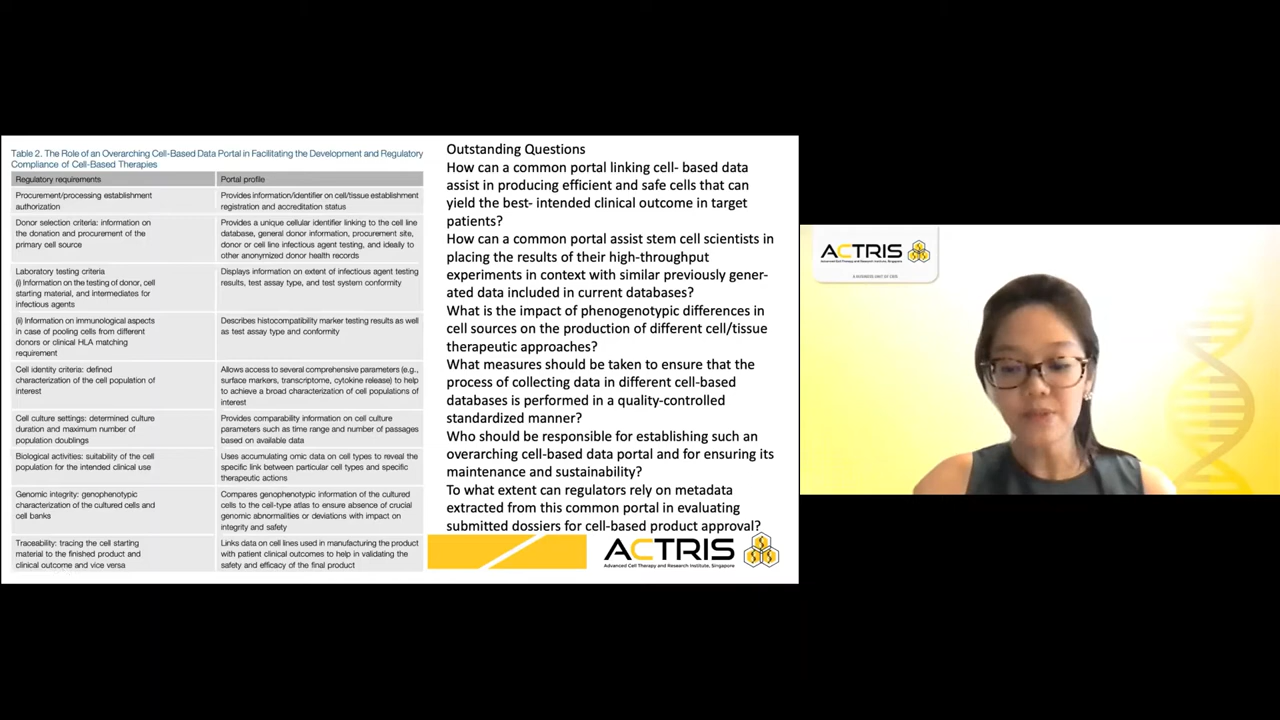 Table 2. The Role of an Overarching Cell-Based Data Portal in Facilitating the Development and Regulatory
Compliance of Cell-Based Therapies
Regulatory requirements
Portal profile
Procurement/processing establishment
authorization
Provides information/identifier on cell/tissue establishment
registration and accreditation status
Donor selection criteria: information on
the donation and procurement of the
primary cell source
Provides a unique cellular identifier linking to the cell line
database, general donor information, procurement site,
donor or cell line infectious agent testing, and ideally to
other anonymized donor health records
Laboratory testing criteria
(i) Information on the testing of donor, cell
starting material, and intermediates for
infectious agents
Displays information on extent of infectious agent testing
results, test assay type, and test system conformity
(ii) Information on immunological aspects
in case of pooling cells from different
donors or clinical HLA matching
requirement
Describes histocompatibility marker testing results as well
as test assay type and conformity
Cell identity criteria: defined
characterization of the cell population of
interest
Allows access to several comprehensive parameters (e.g.,
surface markers, transcriptome, cytokine release) to help
to achieve a broad characterization of cell populations of
interest
Cell culture settings: determined culture
duration and maximum number of
population doublings
Provides comparability information on cell culture
parameters such as time range and number of passages
based on available data
Biological activities: suitability of the cell
population for the intended clinical use
Uses accumulating omic data on cell types to reveal the
specific link between particular cell types and specific
therapeutic actions
Genomic integrity: genophenotypic
characterization of the cultured cells and
cell banks
Compares genophenotypic information of the cultured
cells to the cell-type atlas to ensure absence of crucial
genomic abnormalities or deviations with impact on
integrity and safety
Traceability: tracing the cell starting
material to the finished product and
clinical outcome and vice versa
Links data on cell lines used in manufacturing the product
with patient clinical outcomes to help in validating the
safety and efficacy of the final product
Outstanding Questions
How can a common portal linking cell- based data
assist in producing efficient and safe cells that can
yield the best- intended clinical outcome in target
patients?
How can a common portal assist stem cell scientists in
placing the results of their high-throughput
experiments in context with similar previously gener-
ated data included in current databases?
What is the impact of phenogenotypic differences in
cell sources on the production of different cell/tissue
therapeutic approaches?
What measures should be taken to ensure that the
process of collecting data in different cell-based
databases is performed in a quality-controlled
standardized manner?
Who should be responsible for establishing such an
overarching cell-based data portal and for ensuring its
maintenance and sustainability?
To what extent can regulators rely on metadata
extracted from this common portal in evaluating
submitted dossiers for cell-based product approval?
ACTRIS
Advanced Cell Therapy and Research Institute, Singapore
ACTRIS
Advanced Cell Therapy and Research Institute, Singapore